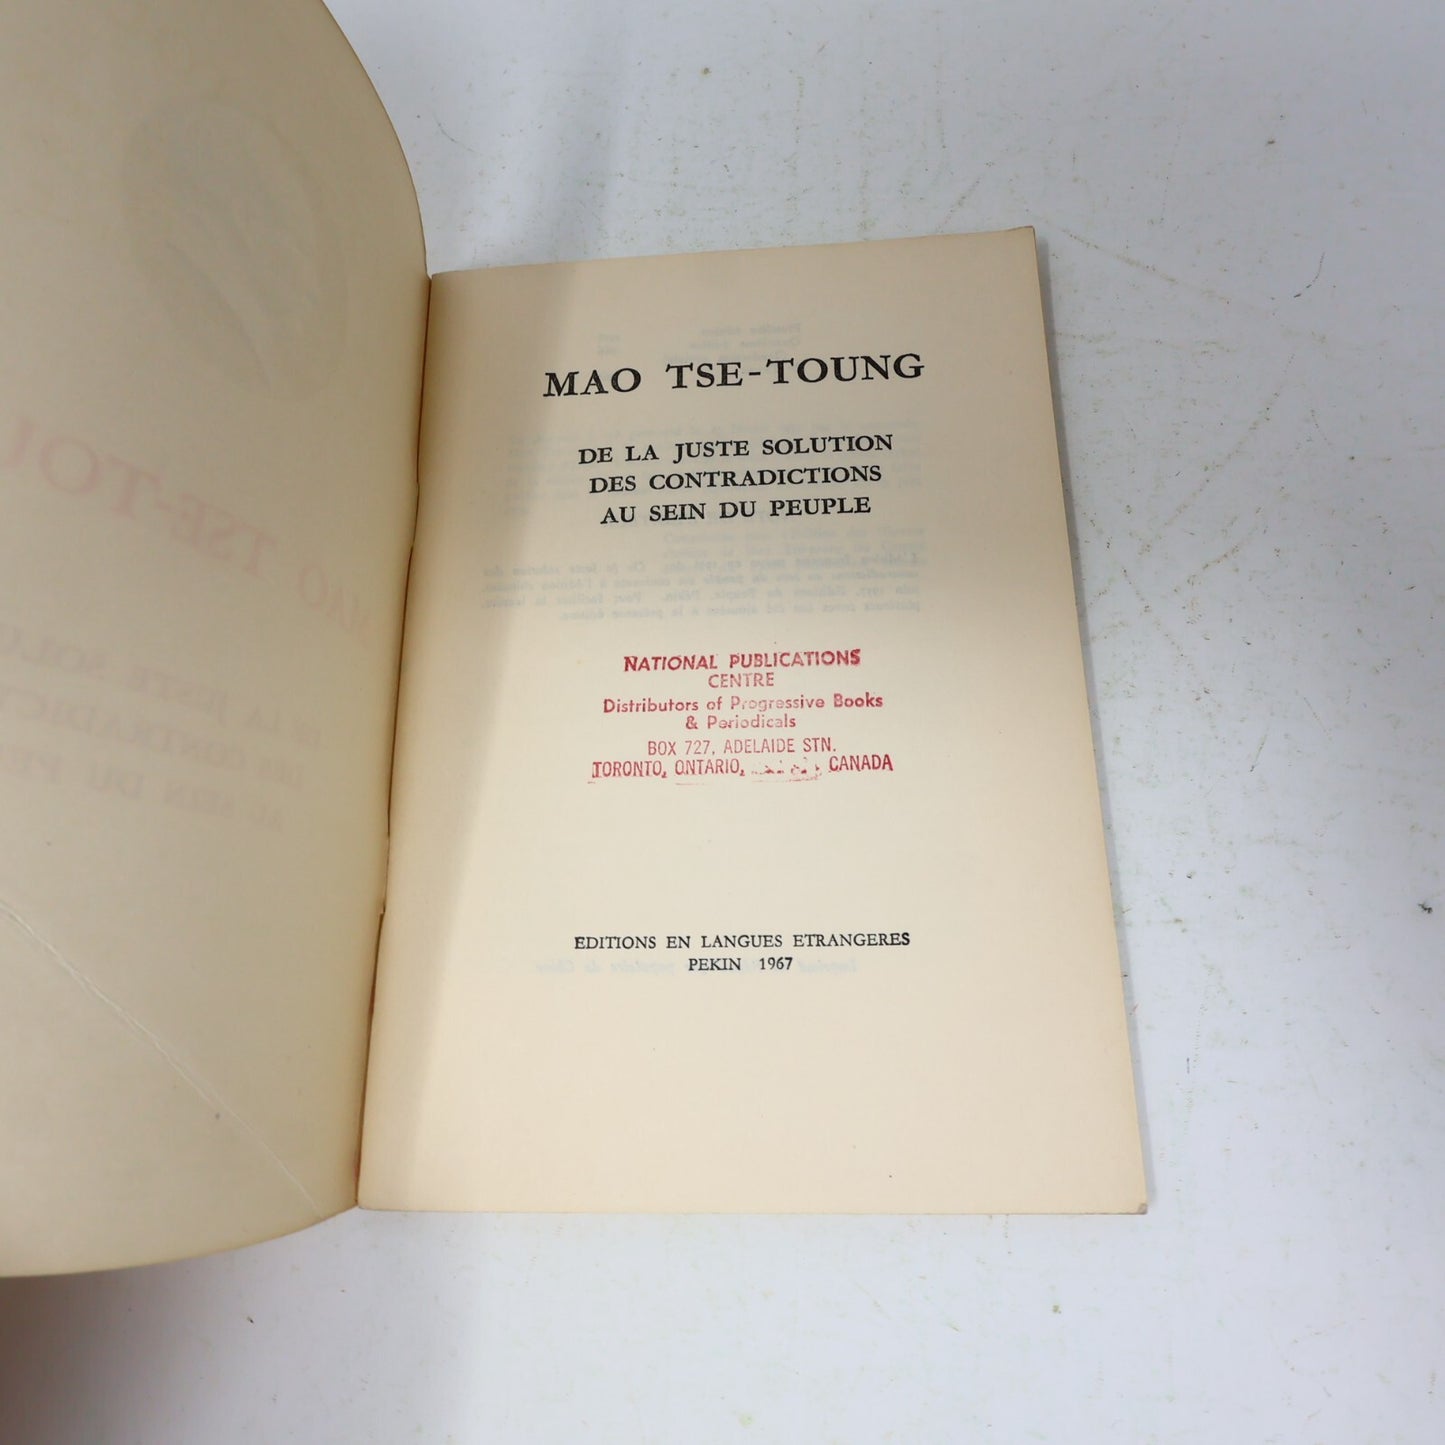 MAO TSE-TOUNG
DE LA JUSTE SOLUTION
DES CONTRADICTIONS
AU SEIN DU PEUPLE
NATIONAL PUBLICATIONS
CENTRE
Distributors of Progressive Books
& Periodicals
BOX 727, ADELAIDE STN.
TORONTO, ONTARIO, CANADA
EDITIONS EN LANGUES ETRANGERES
PEKIN 1967